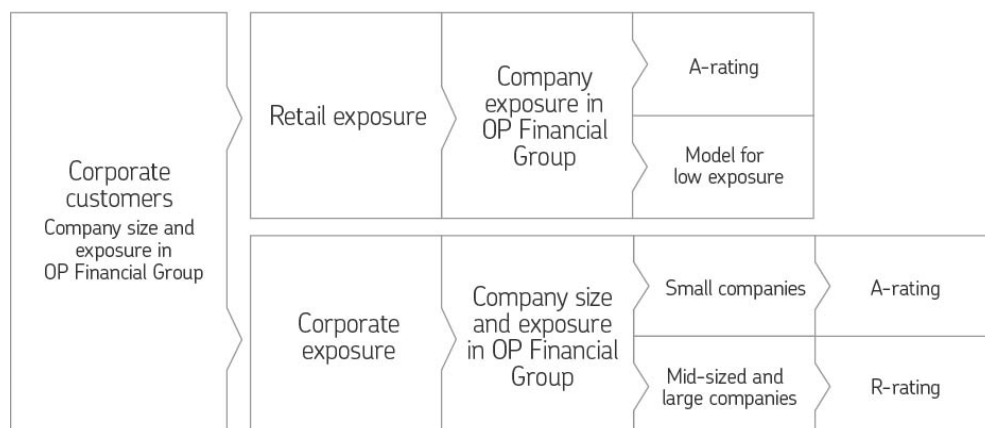 Corporate
customers
Company size and
exposure in
OP Financial Group
Retail exposure
Company
exposure in
OP Financial
Group
A-rating
Model for
low exposure
Corporate
exposure
Company size
and exposure
in OP Financial
Group
Small companies
A-rating
Mid-sized and
large companies
R-rating